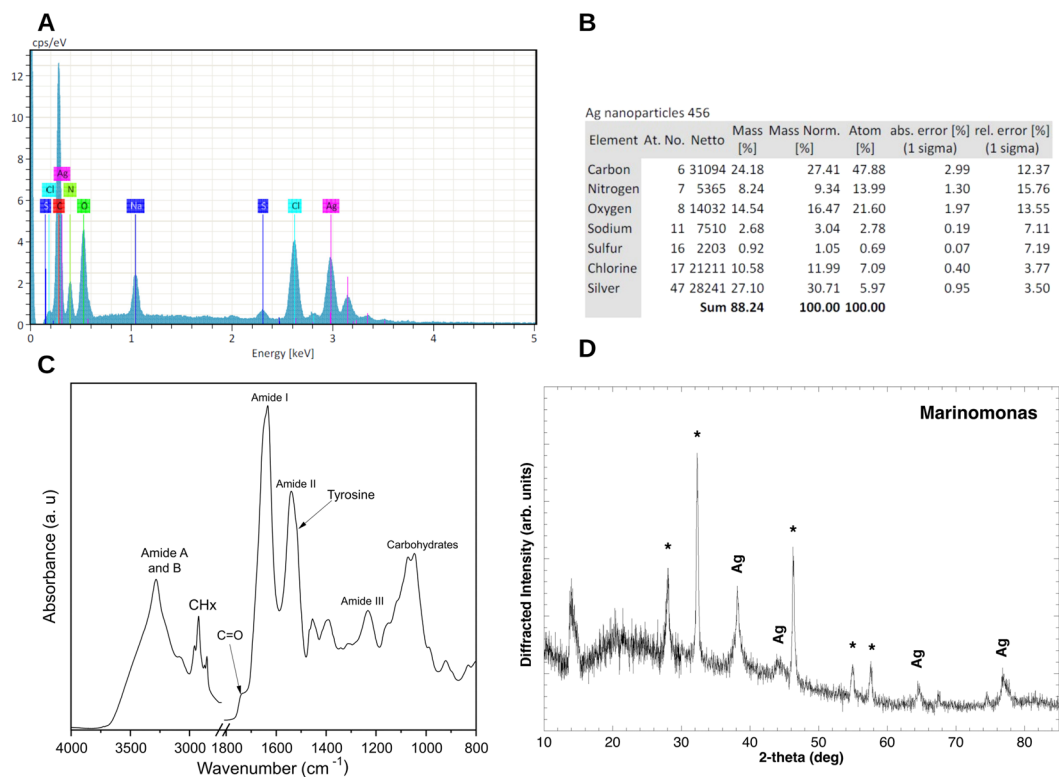 A
cps/eV
12
10
8
6
4
2
0
Ag
Cl N
S C O Na S Cl Ag
0 1 2 3 4 5
Energy [keV]
B
Ag nanoparticles 456
Element At. No. Netto Mass [%] Mass Norm. [%] Atom [%] abs. error [%] (1 sigma) rel. error [%] (1 sigma)
Carbon 6 31094 24.18 27.41 47.88 2.99 12.37
Nitrogen 7 5365 8.24 9.34 13.99 1.30 15.76
Oxygen 8 14032 14.54 16.47 21.60 1.97 13.55
Sodium 11 7510 2.68 3.04 2.78 0.19 7.11
Sulfur 16 2203 0.92 1.05 0.69 0.07 7.19
Chlorine 17 21211 10.58 11.99 7.09 0.40 3.77
Silver 47 28241 27.10 30.71 5.97 0.95 3.50
Sum 88.24 100.00 100.00
C
Absorbance (a. u)
Amide I
Amide II
Tyrosine
Amide A
and B
CHx
C=O
Amide III
Carbohydrates
4000 3500 3000 1800 1600 1400 1200 1000 800
Wavenumber (cm⁻¹)
D
Marinomonas
Diffracted Intensity (arb. units)
* * Ag Ag * * * Ag Ag
10 20 30 40 50 60 70 80
2-theta (deg)